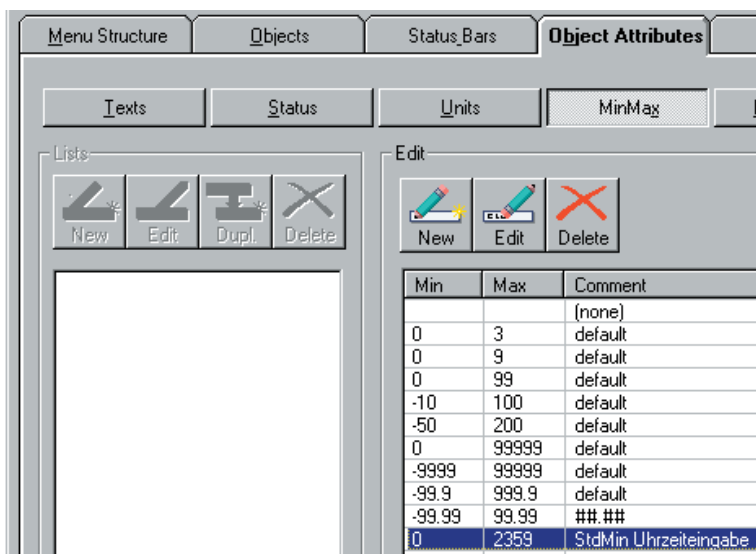 Menu Structure Objects Status_Bars Object Attributes
Texts Status Units MinMax
Lists Edit
New Edit Dupl. Delete New Edit Delete
Min Max Comment
(none)
0 3 default
0 9 default
0 99 default
-10 100 default
-50 200 default
0 99999 default
-9999 99999 default
-99.9 999.9 default
-99.99 99.99 ##.##
0 2359 StdMin Uhrzeiteingabe